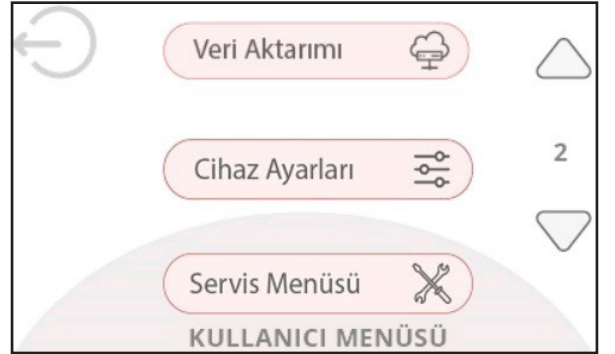 Veri Aktarımı
Cihaz Ayarları
2
Servis Menüsü
KULLANICI MENÜSÜ